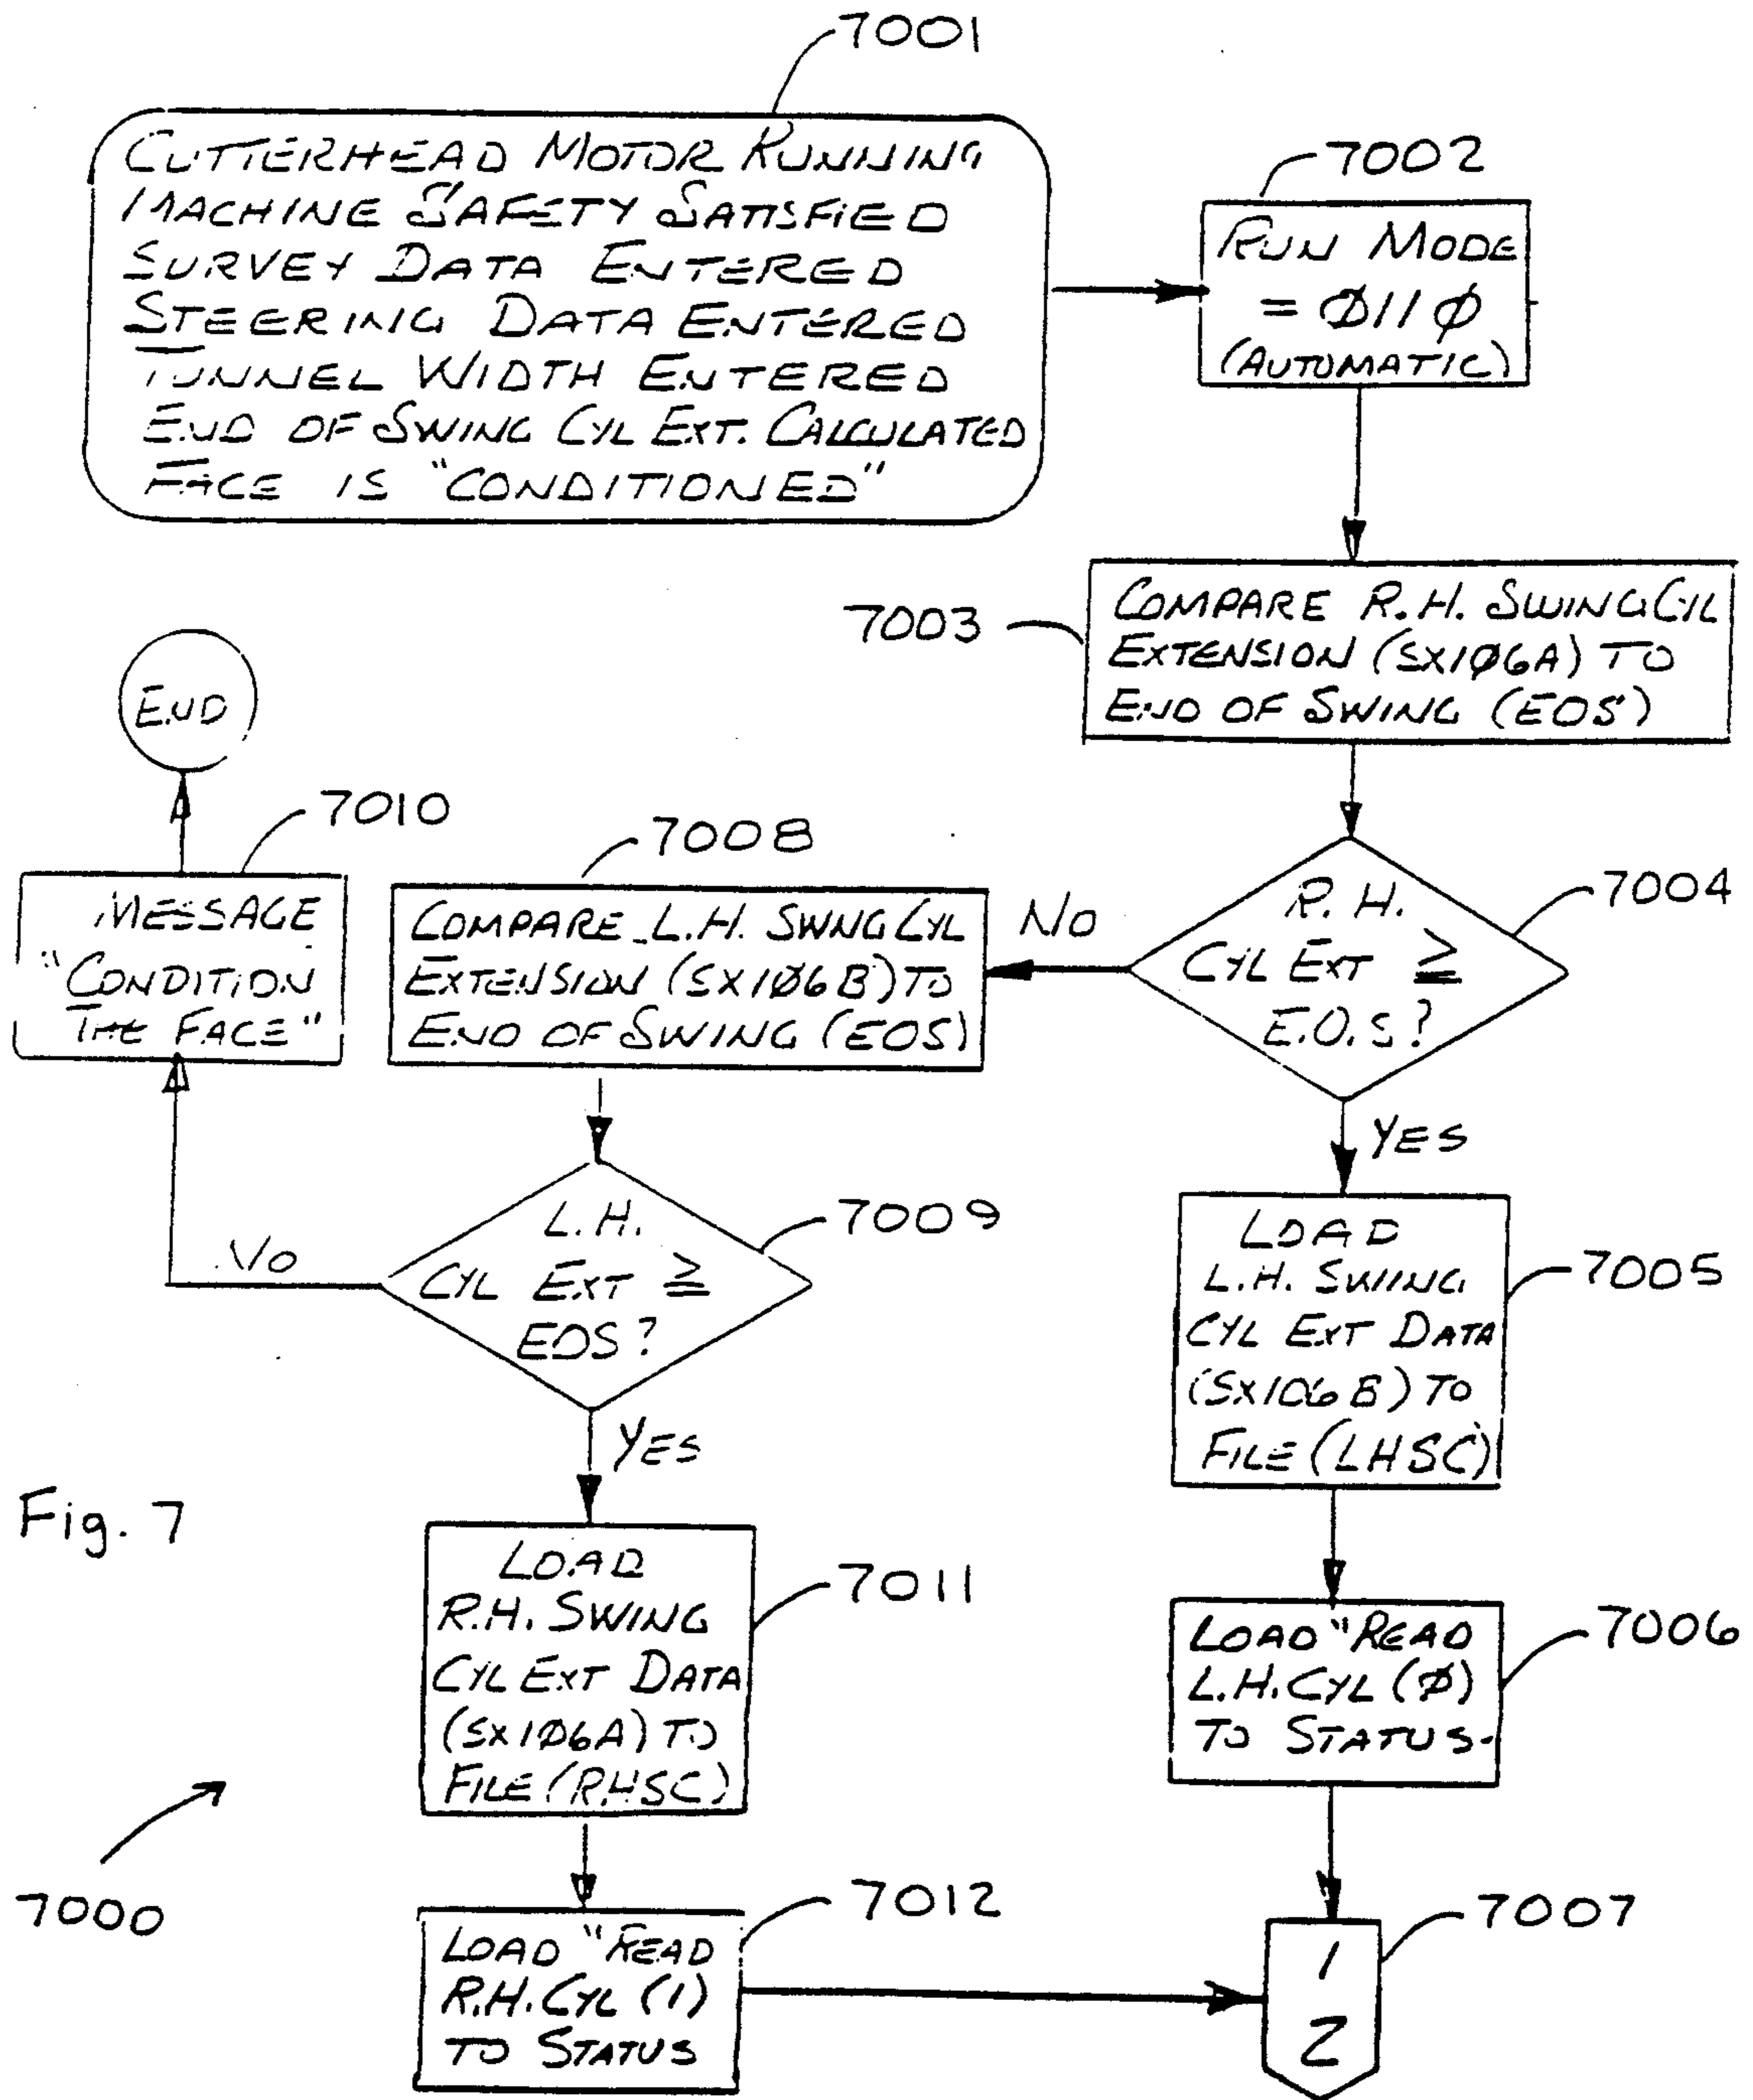 7001
CUTTERHEAD MOTOR RUNNING
MACHINE SAFETY SATISFIED
SURVEY DATA ENTERED
STEERING DATA ENTERED
TUNNEL WIDTH ENTERED
END OF SWING CYL EXT. CALCULATED
FACE IS "CONDITIONED"
7002
RUN MODE
= Ø11Ø
(AUTOMATIC)
7003
COMPARE R.H. SWING CYL
EXTENSION (SX1Ø6A) TO
END OF SWING (EOS)
7004
R.H.
CYL EXT ≥
E.O.S?
NO
YES
7008
COMPARE L.H. SWNG CYL
EXTENSION (SX1Ø6B) TO
END OF SWING (EOS)
END
7010
MESSAGE
"CONDITION
THE FACE"
7009
L.H.
CYL EXT ≥
EOS?
NO
YES
7005
LOAD
L.H. SWING
CYL EXT DATA
(SX106B) TO
FILE (LHSC)
Fig. 7
7011
LOAD
R.H. SWING
CYL EXT DATA
(SX1Ø6A) TO
FILE (RHSC)
7006
LOAD "READ
L.H. CYL (Ø)
TO STATUS
7000
7012
LOAD "READ
R.H. CYL (1)
TO STATUS
7007
1
2